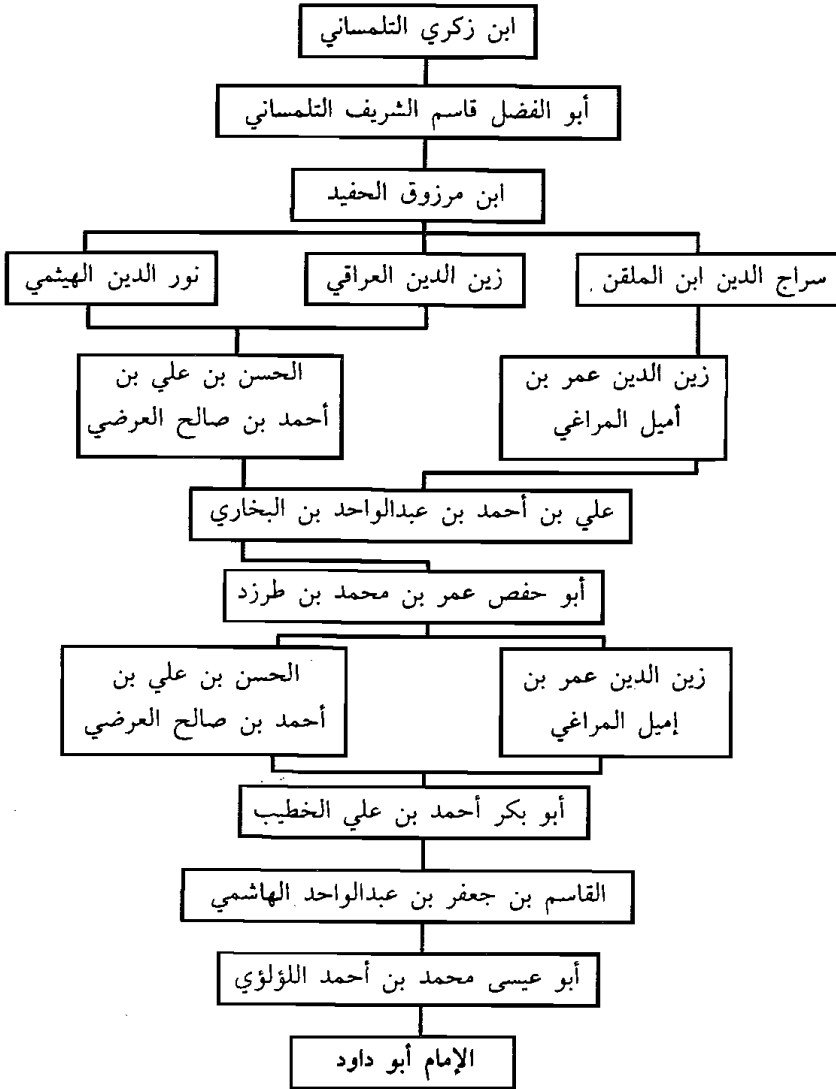 ابن زكري التلمساني
أبو الفضل قاسم الشريف التلمساني
ابن مرزوق الحفيد
سراج الدين ابن الملقن
زين الدين العراقي
نور الدين الهيثمي
زين الدين عمر بن
أميل المراغي
الحسن بن علي بن
أحمد بن صالح العرضي
علي بن أحمد بن عبدالواحد بن البخاري
أبو حفص عمر بن محمد بن طرزد
زين الدين عمر بن
إميل المراغي
الحسن بن علي بن
أحمد بن صالح العرضي
أبو بكر أحمد بن علي الخطيب
القاسم بن جعفر بن عبدالواحد الهاشمي
أبو عيسى محمد بن أحمد اللؤلؤي
الإمام أبو داود